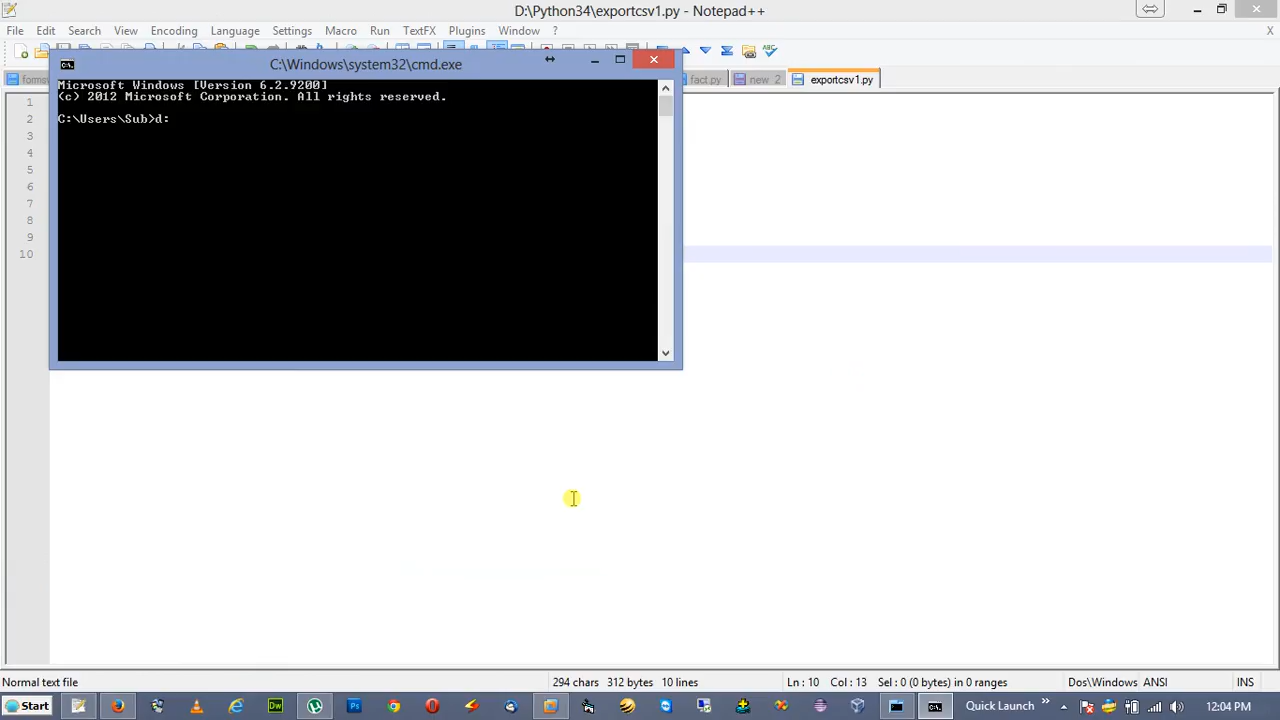 D:\Python34\exportcsv1.py - Notepad++
File Edit Search View Encoding Language Settings Macro Run TextFX Plugins Window ? X
C:\Windows\system32\cmd.exe
forms fact.py new 2 exportcsv1.py
Microsoft Windows [Version 6.2.9200]
(c) 2012 Microsoft Corporation. All rights reserved.
C:\Users\Sub>d:
1
2
3
4
5
6
7
8
9
10
Normal text file 294 chars 312 bytes 10 lines Ln : 10 Col : 13 Sel : 0 (0 bytes) in 0 ranges Dos\Windows ANSI INS
Start Quick Launch 12:04 PM